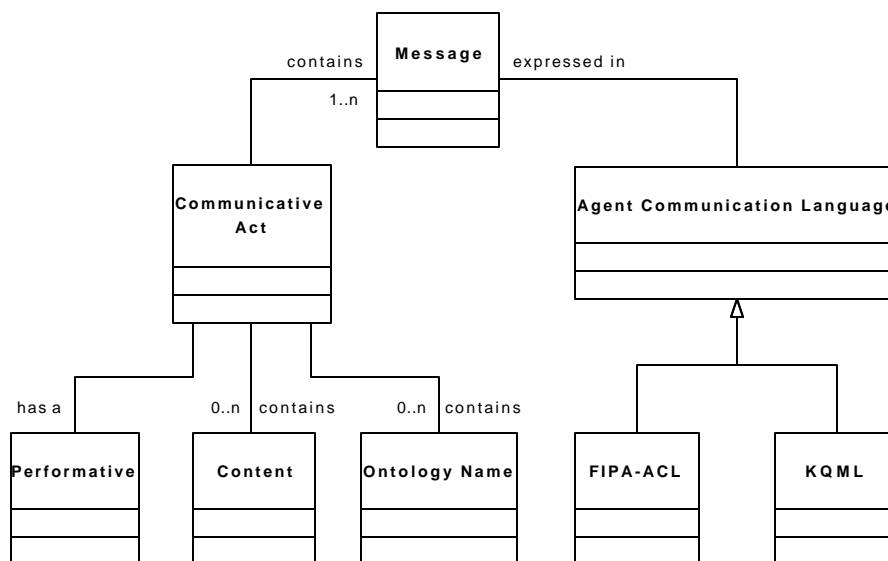 Message
contains
expressed in
1..n
Communicative
Act
Agent Communication Language
has a
0..n
contains
0..n
contains
Performative
Content
Ontology Name
FIPA-ACL
KQML